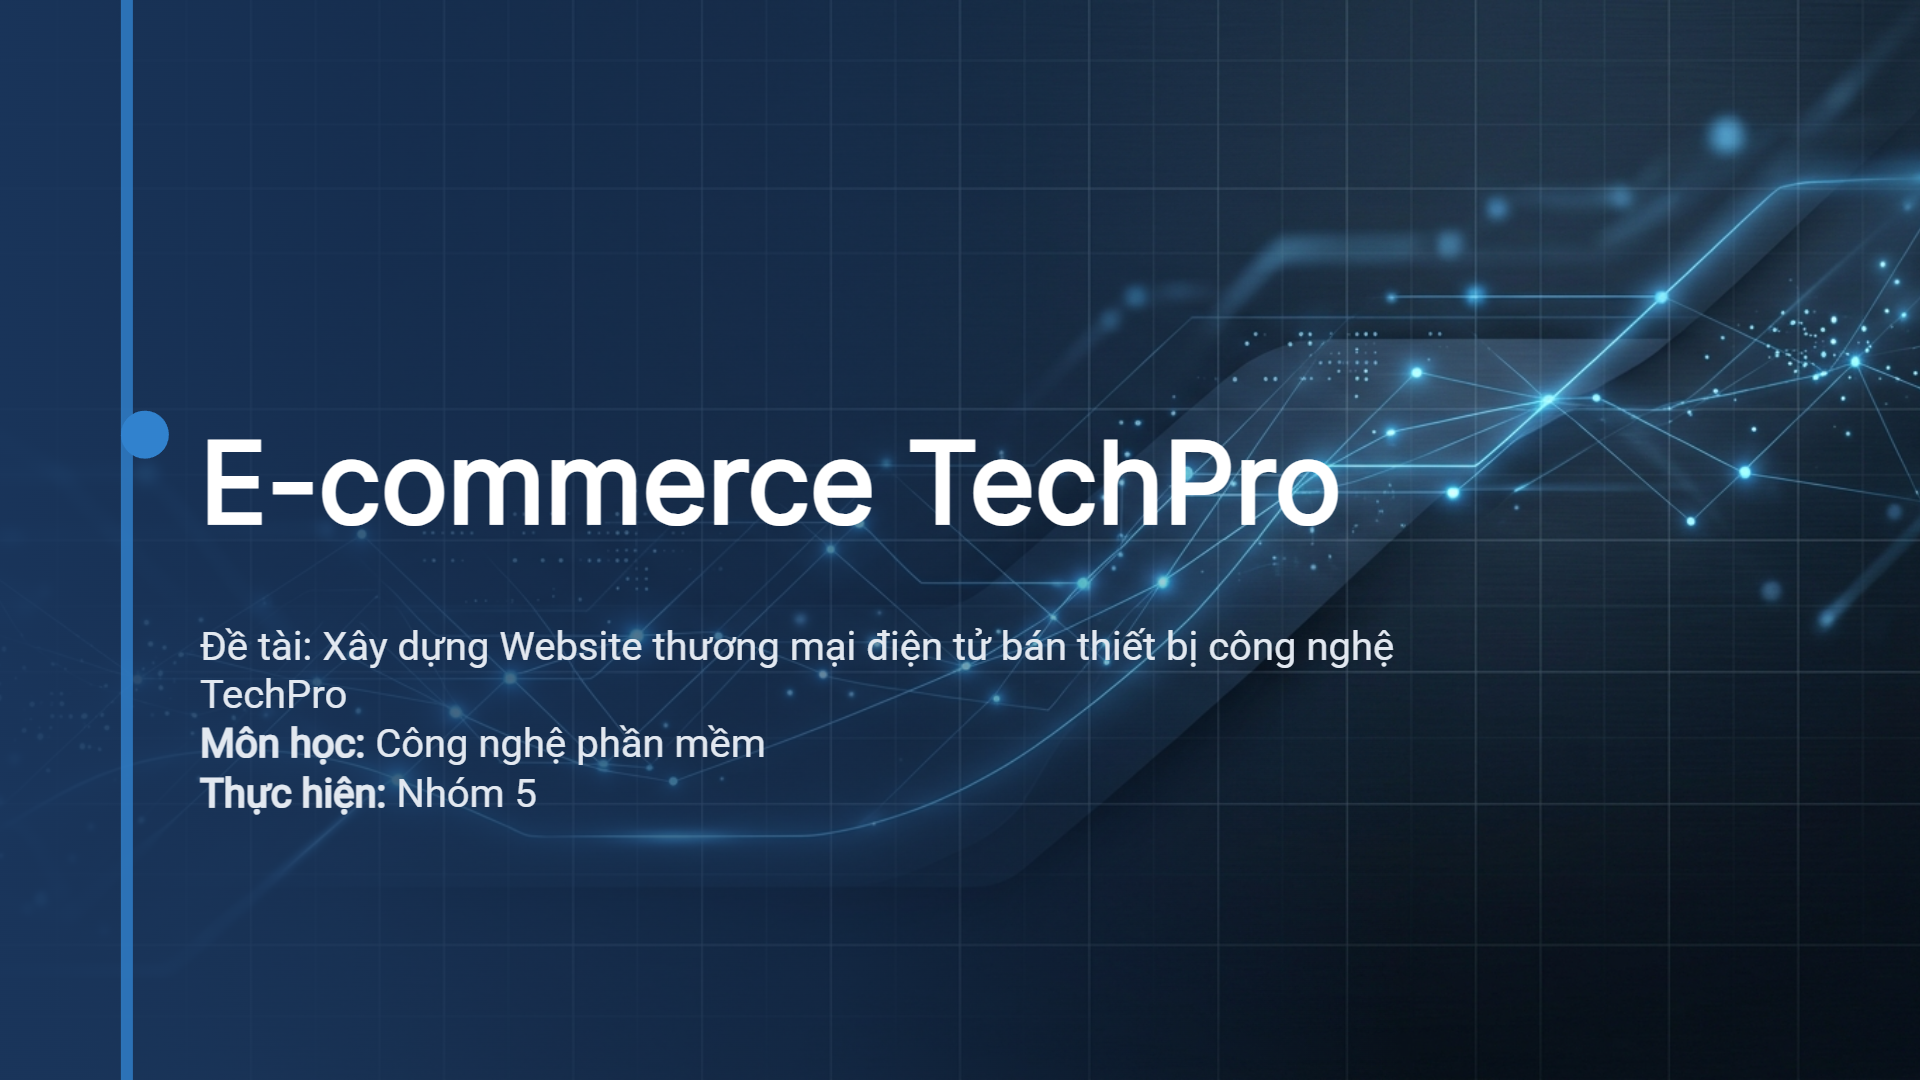 E-commerce TechPro
Đề tài: Xây dựng Website thương mại điện tử bán thiết bị công nghệ
TechPro
Môn học: Công nghệ phần mềm
Thực hiện: Nhóm 5